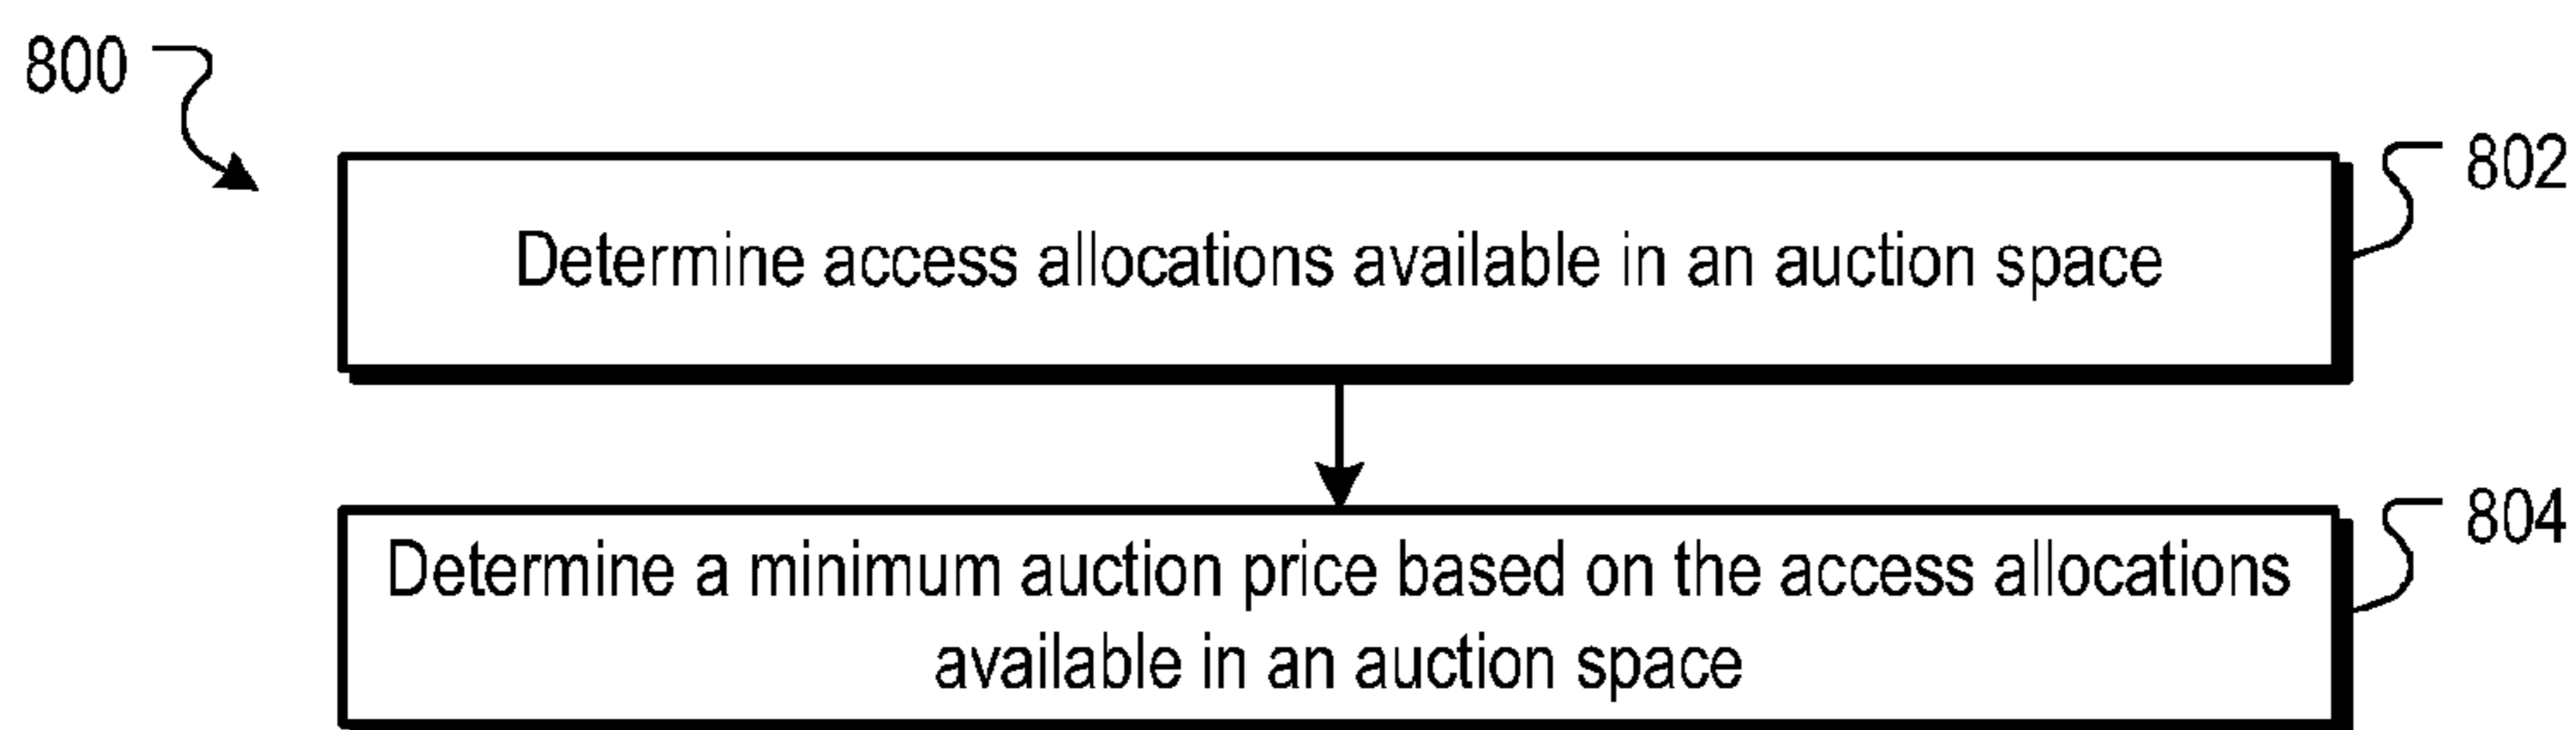 800
802
Determine access allocations available in an auction space
804
Determine a minimum auction price based on the access allocations
available in an auction space